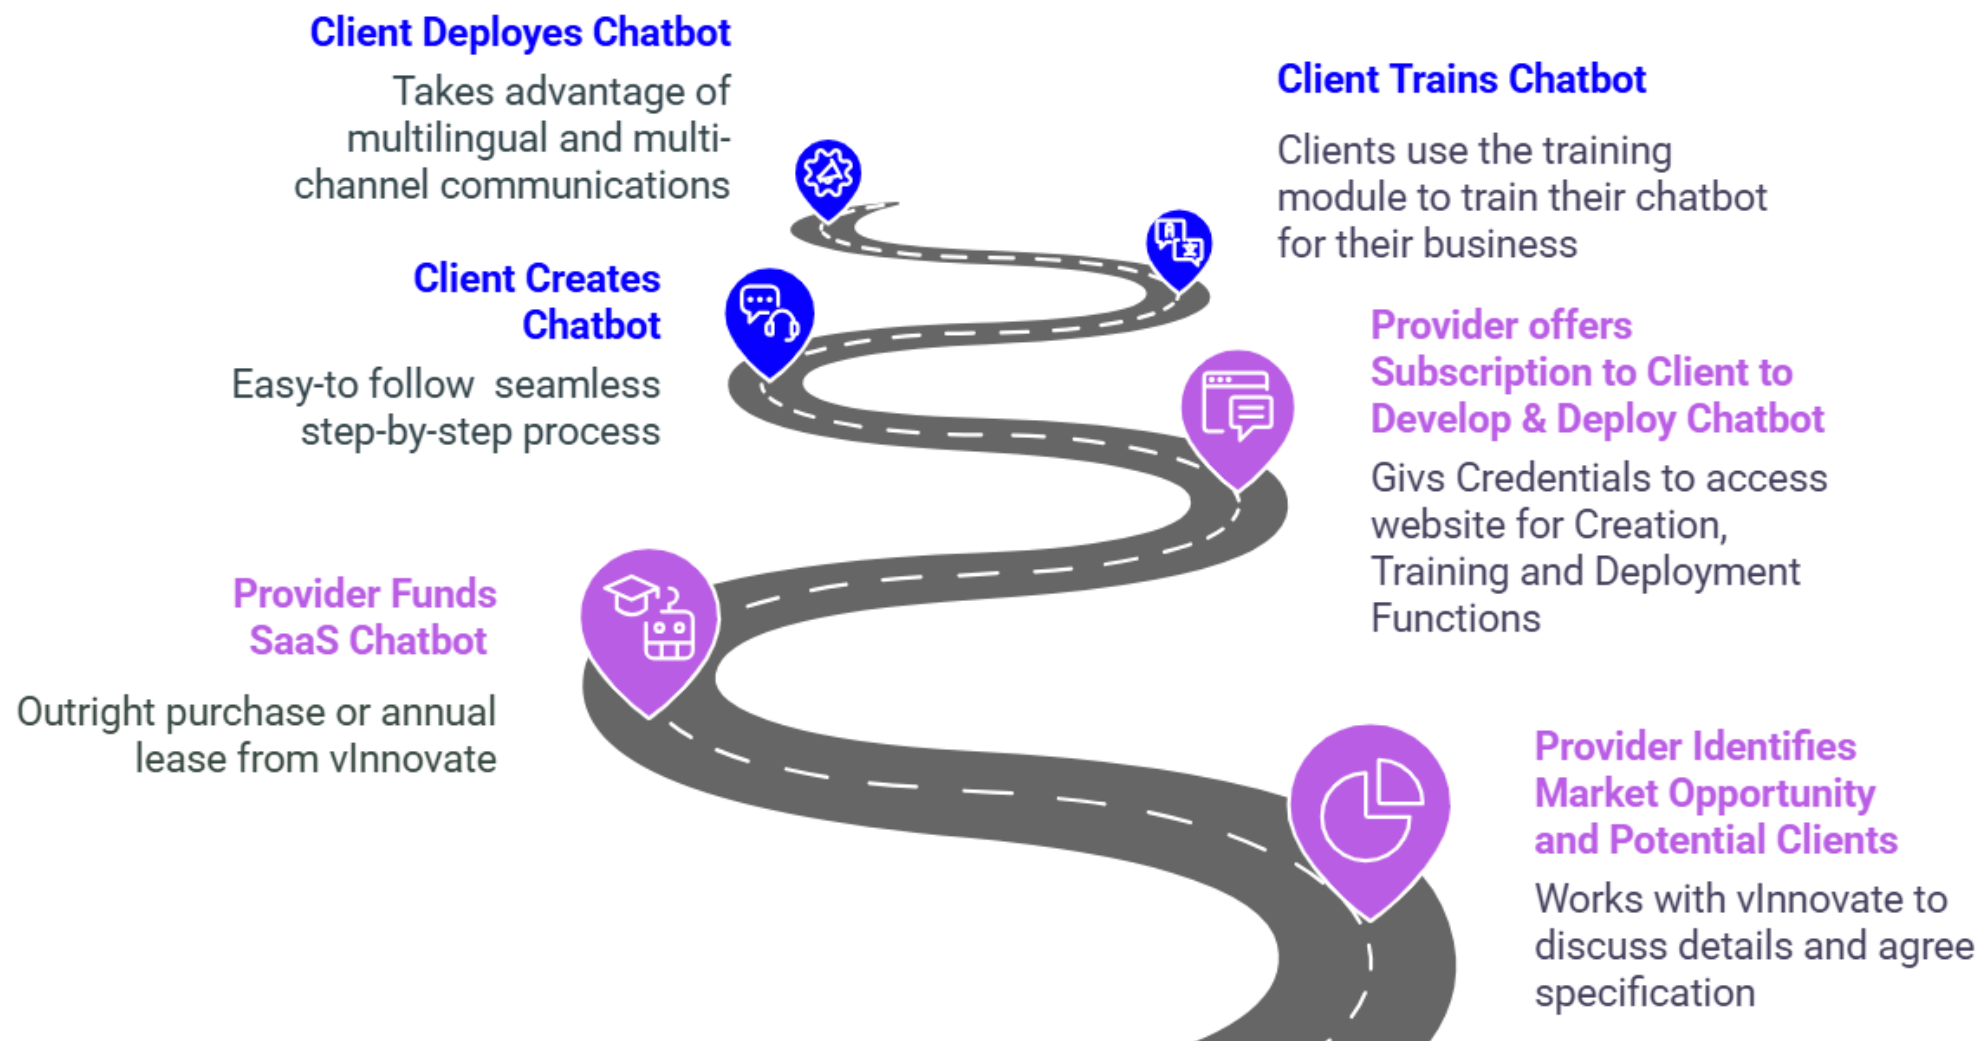 Client Deployes Chatbot
Takes advantage of
multilingual and multi-
channel communications
Client Trains Chatbot
Clients use the training
module to train their chatbot
for their business
Client Creates
Chatbot
Easy-to follow  seamless
step-by-step process
Provider offers
Subscription to Client to
Develop & Deploy Chatbot
Givs Credentials to access
website for Creation,
Training and Deployment
Functions
Provider Funds
SaaS Chatbot
Outright purchase or annual
lease from vInnovate
Provider Identifies
Market Opportunity
and Potential Clients
Works with vInnovate to
discuss details and agree
specification